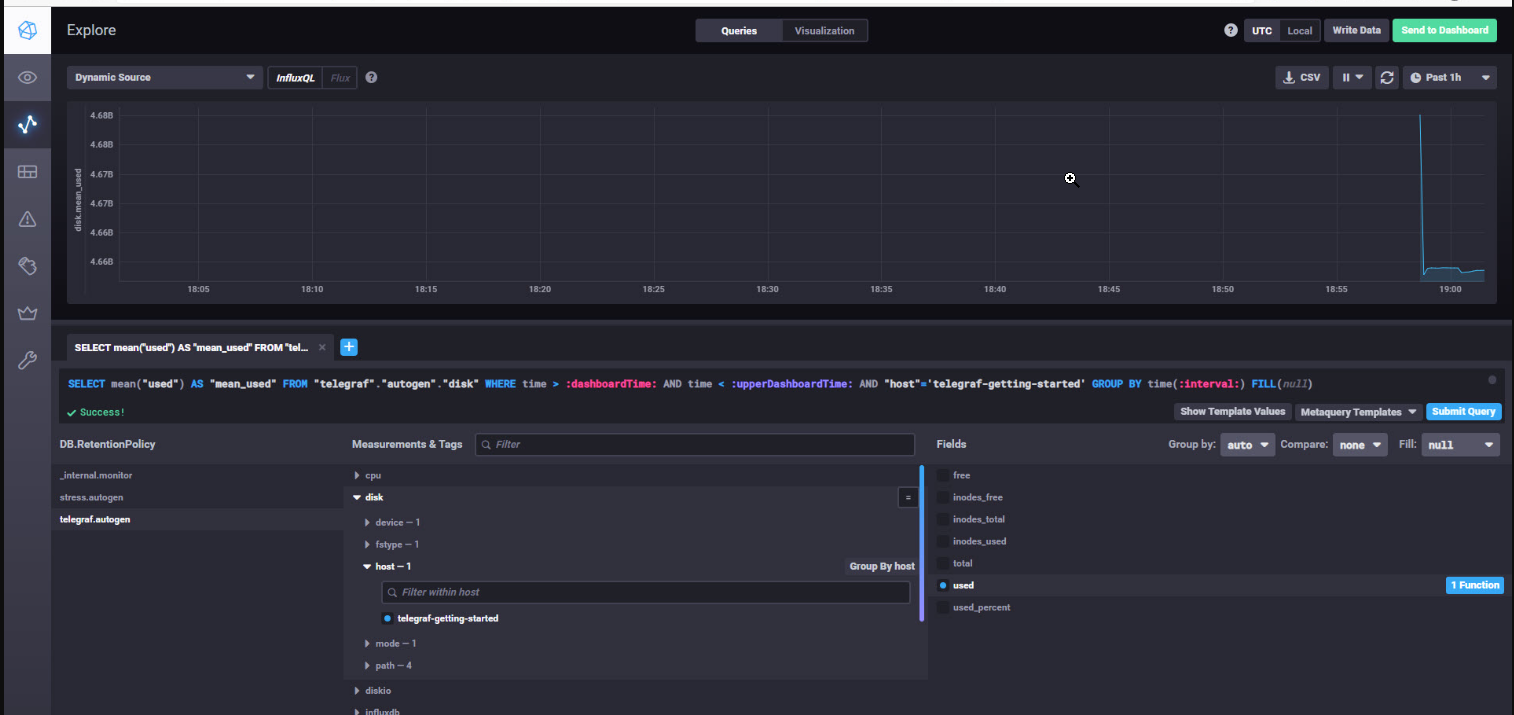 Explore
Queries Visualization
? UTC Local Write Data Send to Dashboard
Dynamic Source InfluxQL Flux ?
CSV Past 1h
disk.mean_used
4.68B
4.68B
4.67B
4.67B
4.66B
4.66B
18:05 18:10 18:15 18:20 18:25 18:30 18:35 18:40 18:45 18:50 18:55 19:00
SELECT mean("used") AS "mean_used" FROM "tel... × +
SELECT mean("used") AS "mean_used" FROM "telegraf"."autogen"."disk" WHERE time > :dashboardTime: AND time < :upperDashboardTime: AND "host"='telegraf-getting-started' GROUP BY time(:interval:) FILL(null)
Success!
Show Template Values Metaquery Templates Submit Query
DB.RetentionPolicy
_internal.monitor
stress.autogen
telegraf.autogen
Measurements & Tags Filter
cpu
disk =
device – 1
fstype – 1
host – 1 Group By host
Filter within host
telegraf-getting-started
mode – 1
path – 4
diskio
influxdb
Fields Group by: auto Compare: none Fill: null
free
inodes_free
inodes_total
inodes_used
total
used 1 Function
used_percent